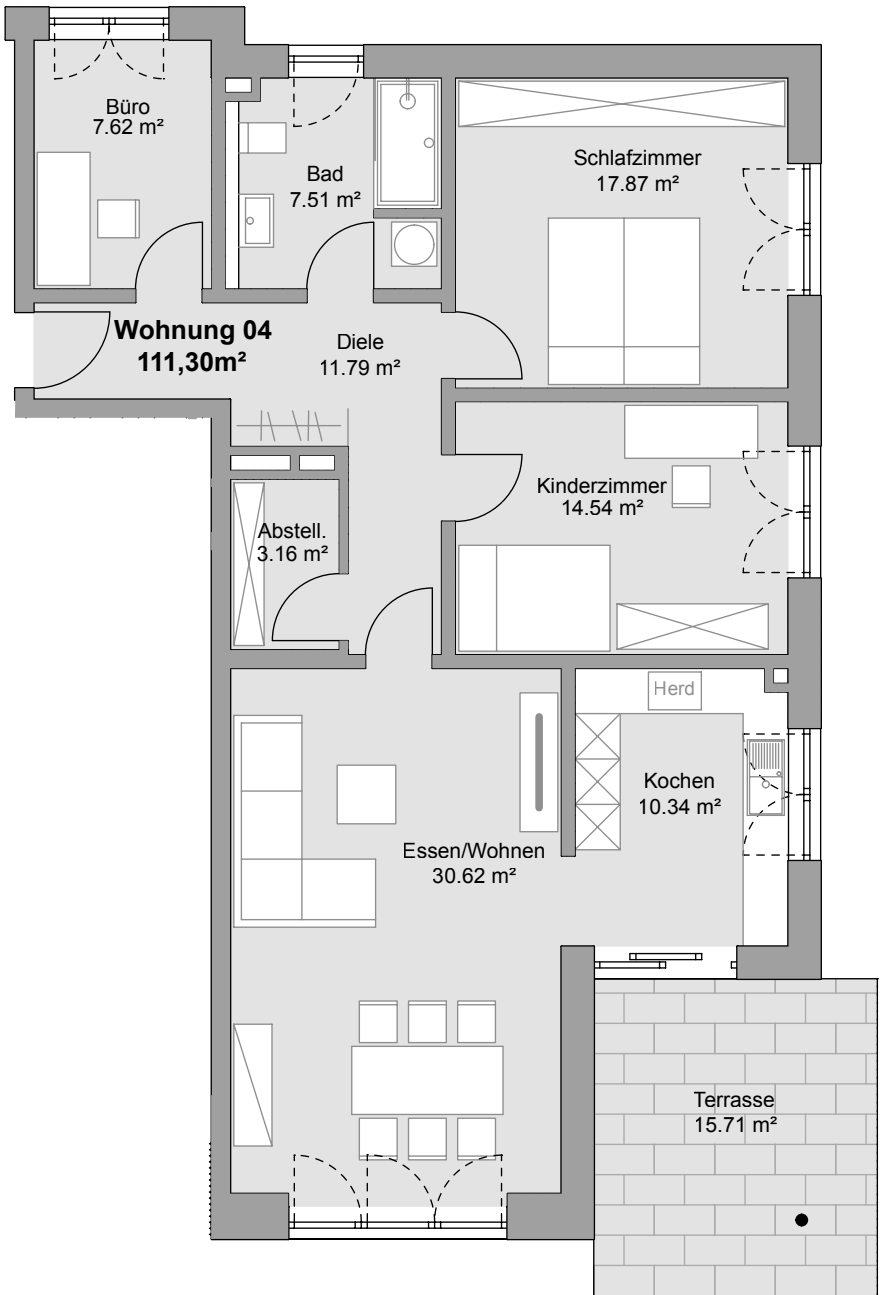 Büro
7.62 m²
Bad
7.51 m²
Schlafzimmer
17.87 m²
Wohnung 04
111,30m²
Diele
11.79 m²
Kinderzimmer
14.54 m²
Abstell.
3.16 m²
Herd
Kochen
10.34 m²
Essen/Wohnen
30.62 m²
Terrasse
15.71 m²